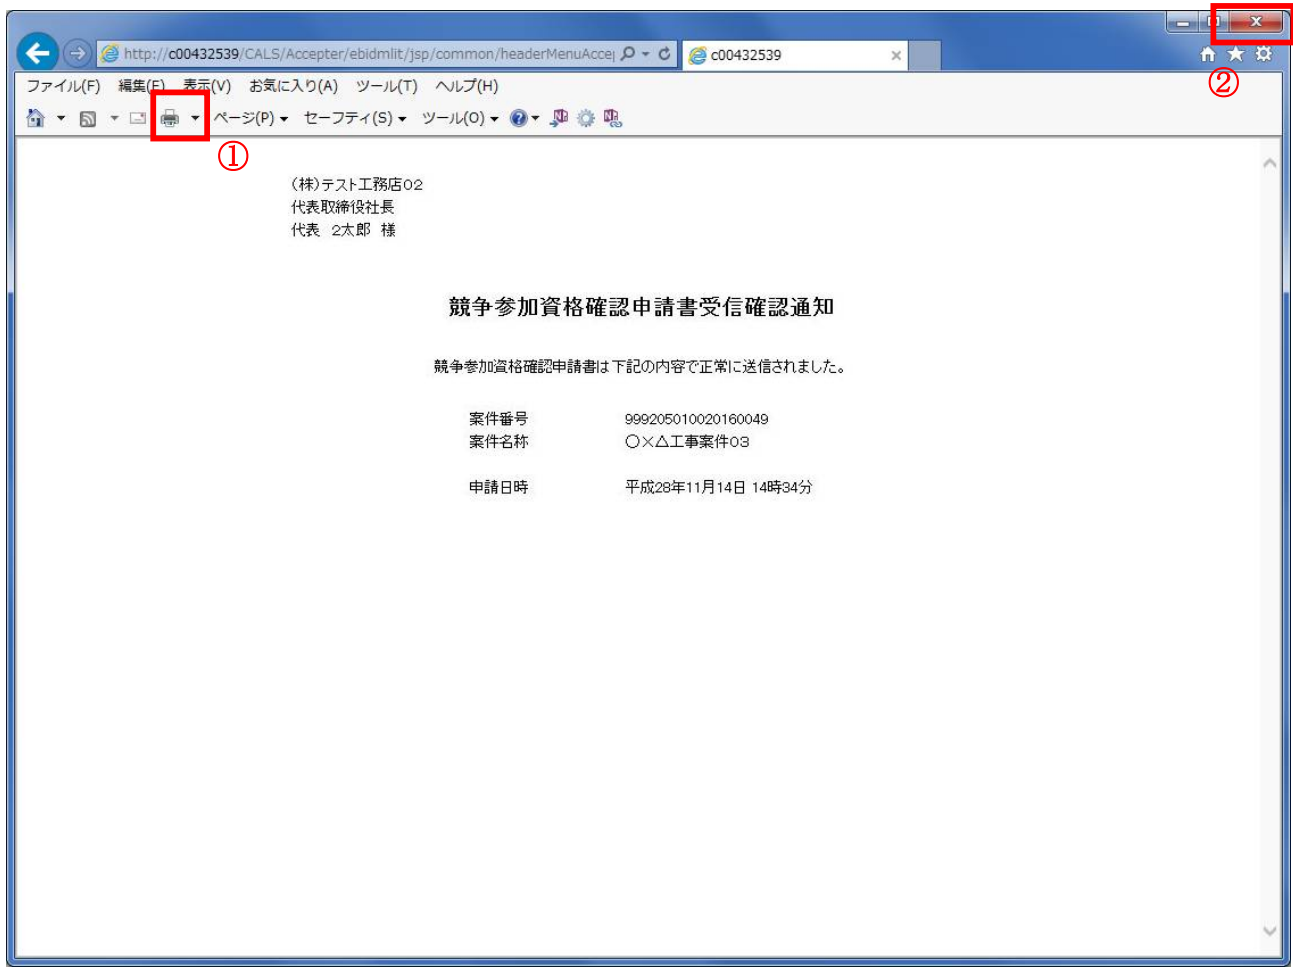 ②
http://c00432539/CALS/Accepter/ebidmlit/jsp/common/headerMenuAccep
c00432539
ファイル(F) 編集(E) 表示(V) お気に入り(A) ツール(T) ヘルプ(H)
ページ(P) セーフティ(S) ツール(O)
①
(株)テスト工務店02
代表取締役社長
代表 2太郎 様
競争参加資格確認申請書受信確認通知
競争参加資格確認申請書は下記の内容で正常に送信されました。
案件番号 999205010020160049
案件名称 〇×△工事案件03
申請日時 平成28年11月14日 14時34分